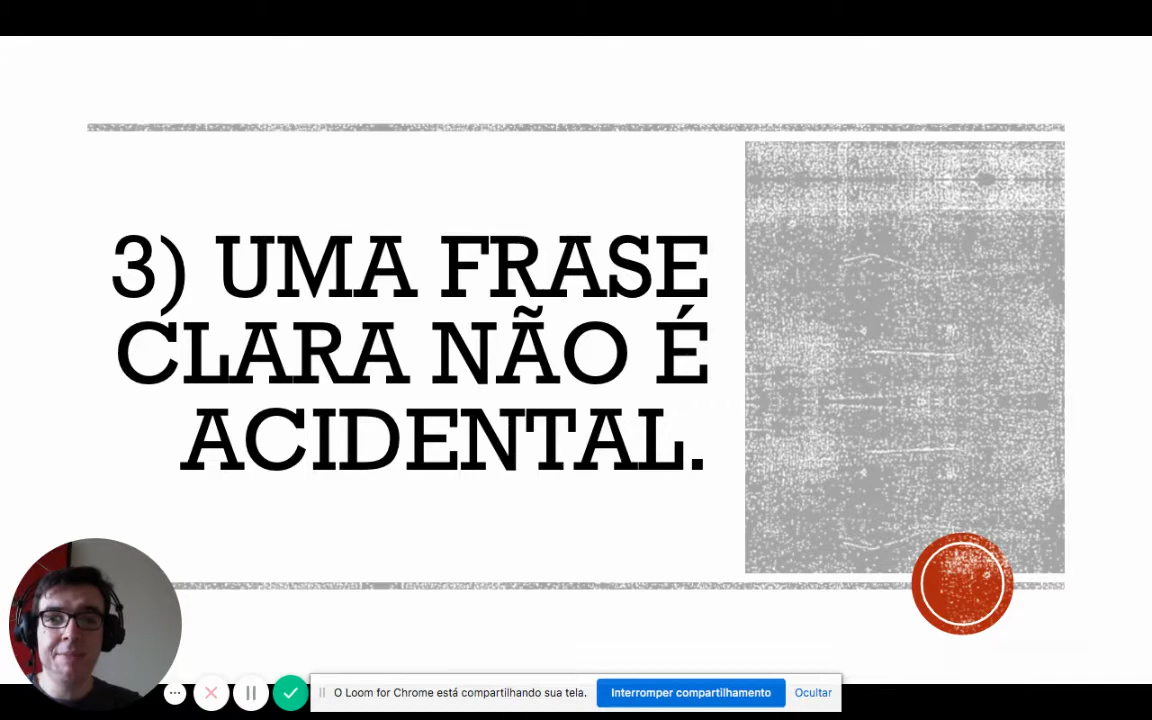 3) UMA FRASE
CLARA NÃO É
ACIDENTAL.
O Loom for Chrome está compartilhando sua tela.
Interromper compartilhamento
Ocultar